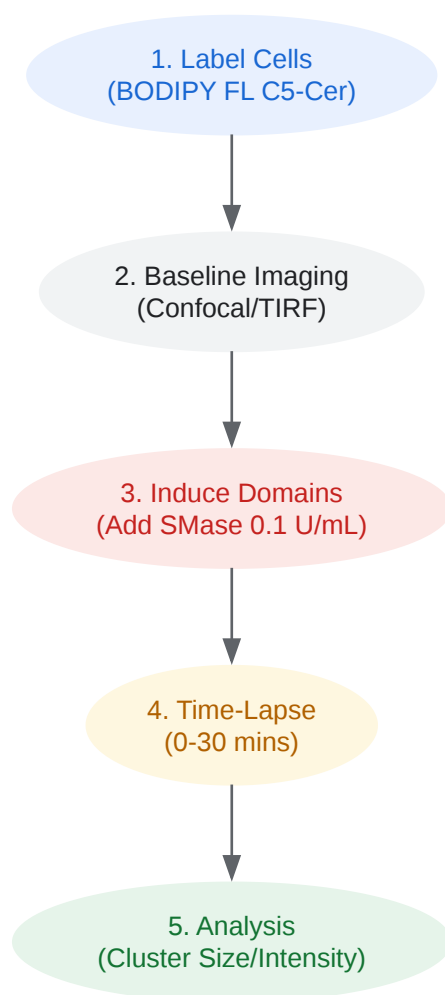 1. Label Cells
(BODIPY FL C5-Cer)
2. Baseline Imaging
(Confocal/TIRF)
3. Induce Domains
(Add SMase 0.1 U/mL)
4. Time-Lapse
(0-30 mins)
5. Analysis
(Cluster Size/Intensity)